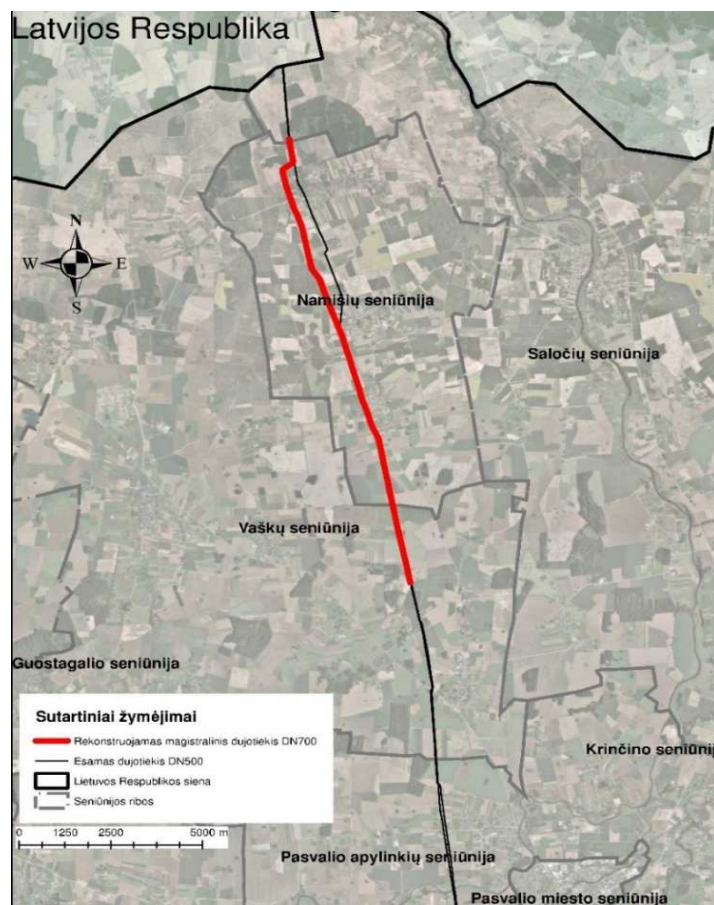 Latvijos Respublika
N
W
E
S
Namišių seniūnija
Saločių seniūnija
Vaškų seniūnija
Guostagalio seniūnija
Krinčino seniūnij
Sutartiniai žymėjimai
Rekonstruojamas magistralinis dujotiekis DN700
Esamas dujotiekis DN500
Lietuvos Respublikos siena
Seniūnijos ribos
0 1250 2500 5000 m
Pasvalio apylinkių seniūnija
Pasvalio miesto seniūnija